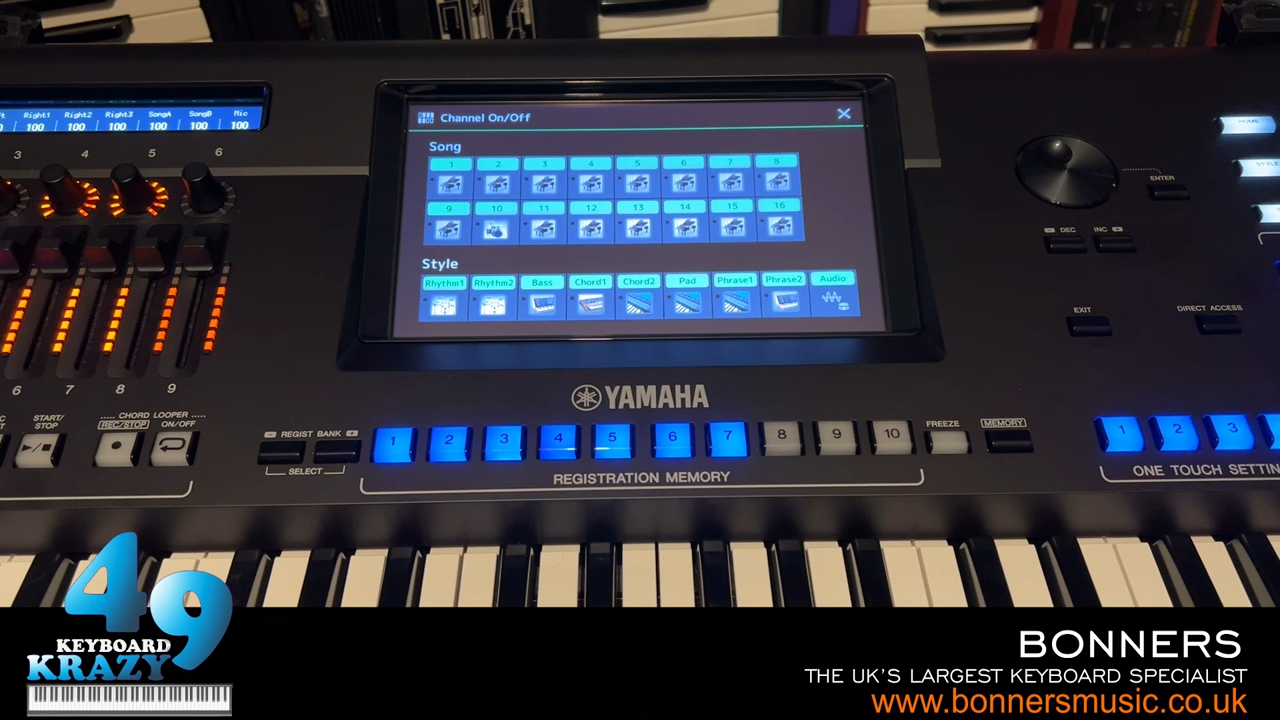 Right1 Right2 Right3 SongA SongB Mic
100 100 100 100 100 100
3 4 5 6
Channel On/Off
Song
1 2 3 4 5 6 7 8
9 10 11 12 13 14 15 16
Style
Rhythm1 Rhythm2 Bass Chord1 Chord2 Pad Phrase1 Phrase2 Audio
HOME
STYLE
ENTER
DEC INC
EXIT DIRECT ACCESS
6 7 8 9
START/STOP
CHORD LOOPER
REC/STOP ON/OFF
YAMAHA
REGIST BANK
SELECT
1 2 3 4 5 6 7 8 9 10
FREEZE MEMORY
REGISTRATION MEMORY
1 2 3
ONE TOUCH SETTIN
49
KEYBOARD
KRAZY
BONNERS
THE UK'S LARGEST KEYBOARD SPECIALIST
www.bonnersmusic.co.uk